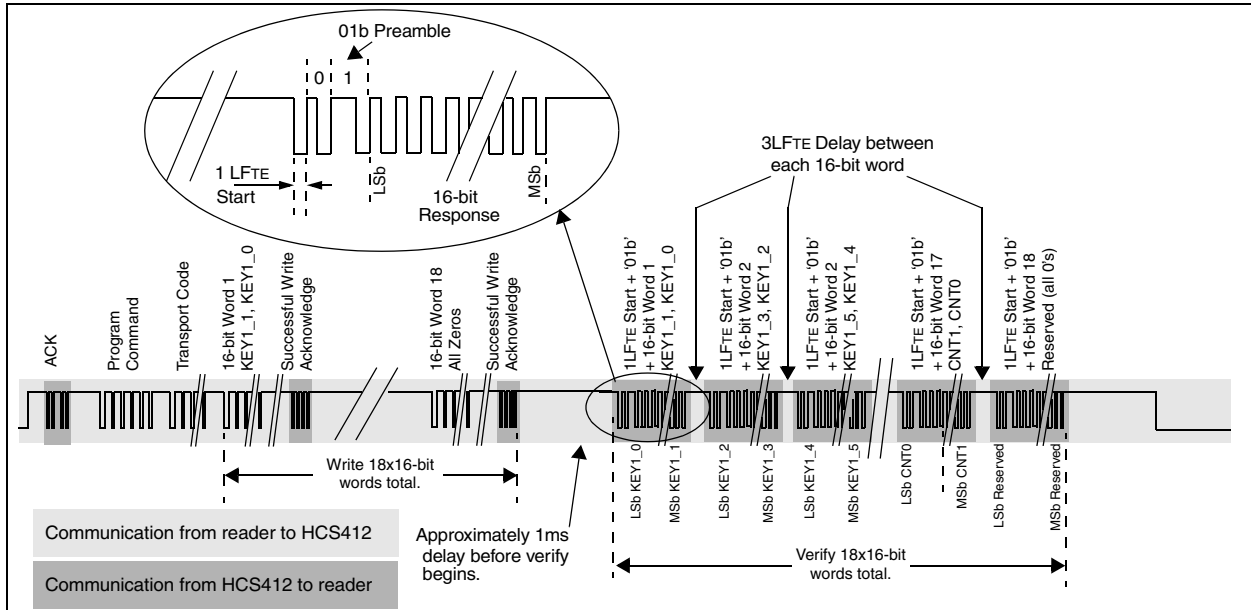 01b Preamble
0 1
1 LFTE
Start
LSb
16-bit
Response
MSb
3LFTE Delay between
each 16-bit word
ACK
Program
Command
Transport Code
16-bit Word 1
KEY1_1, KEY1_0
Successful Write
Acknowledge
16-bit Word 18
All Zeros
Successful Write
Acknowledge
1LFTE Start + '01b'
+ 16-bit Word 1
KEY1_1, KEY1_0
1LFTE Start + '01b'
+ 16-bit Word 2
KEY1_3, KEY1_2
1LFTE Start + '01b'
+ 16-bit Word 2
KEY1_5, KEY1_4
1LFTE Start + '01b'
+ 16-bit Word 17
CNT1, CNT0
1LFTE Start + '01b'
+ 16-bit Word 18
Reserved (all 0's)
LSb KEY1_0
MSb KEY1_1
LSb KEY1_2
MSb KEY1_3
LSb KEY1_4
MSb KEY1_5
LSb CNT0
MSb CNT1
LSb Reserved
MSb Reserved
Write 18x16-bit
words total.
Approximately 1ms
delay before verify
begins.
Verify 18x16-bit
words total.
Communication from reader to HCS412
Communication from HCS412 to reader